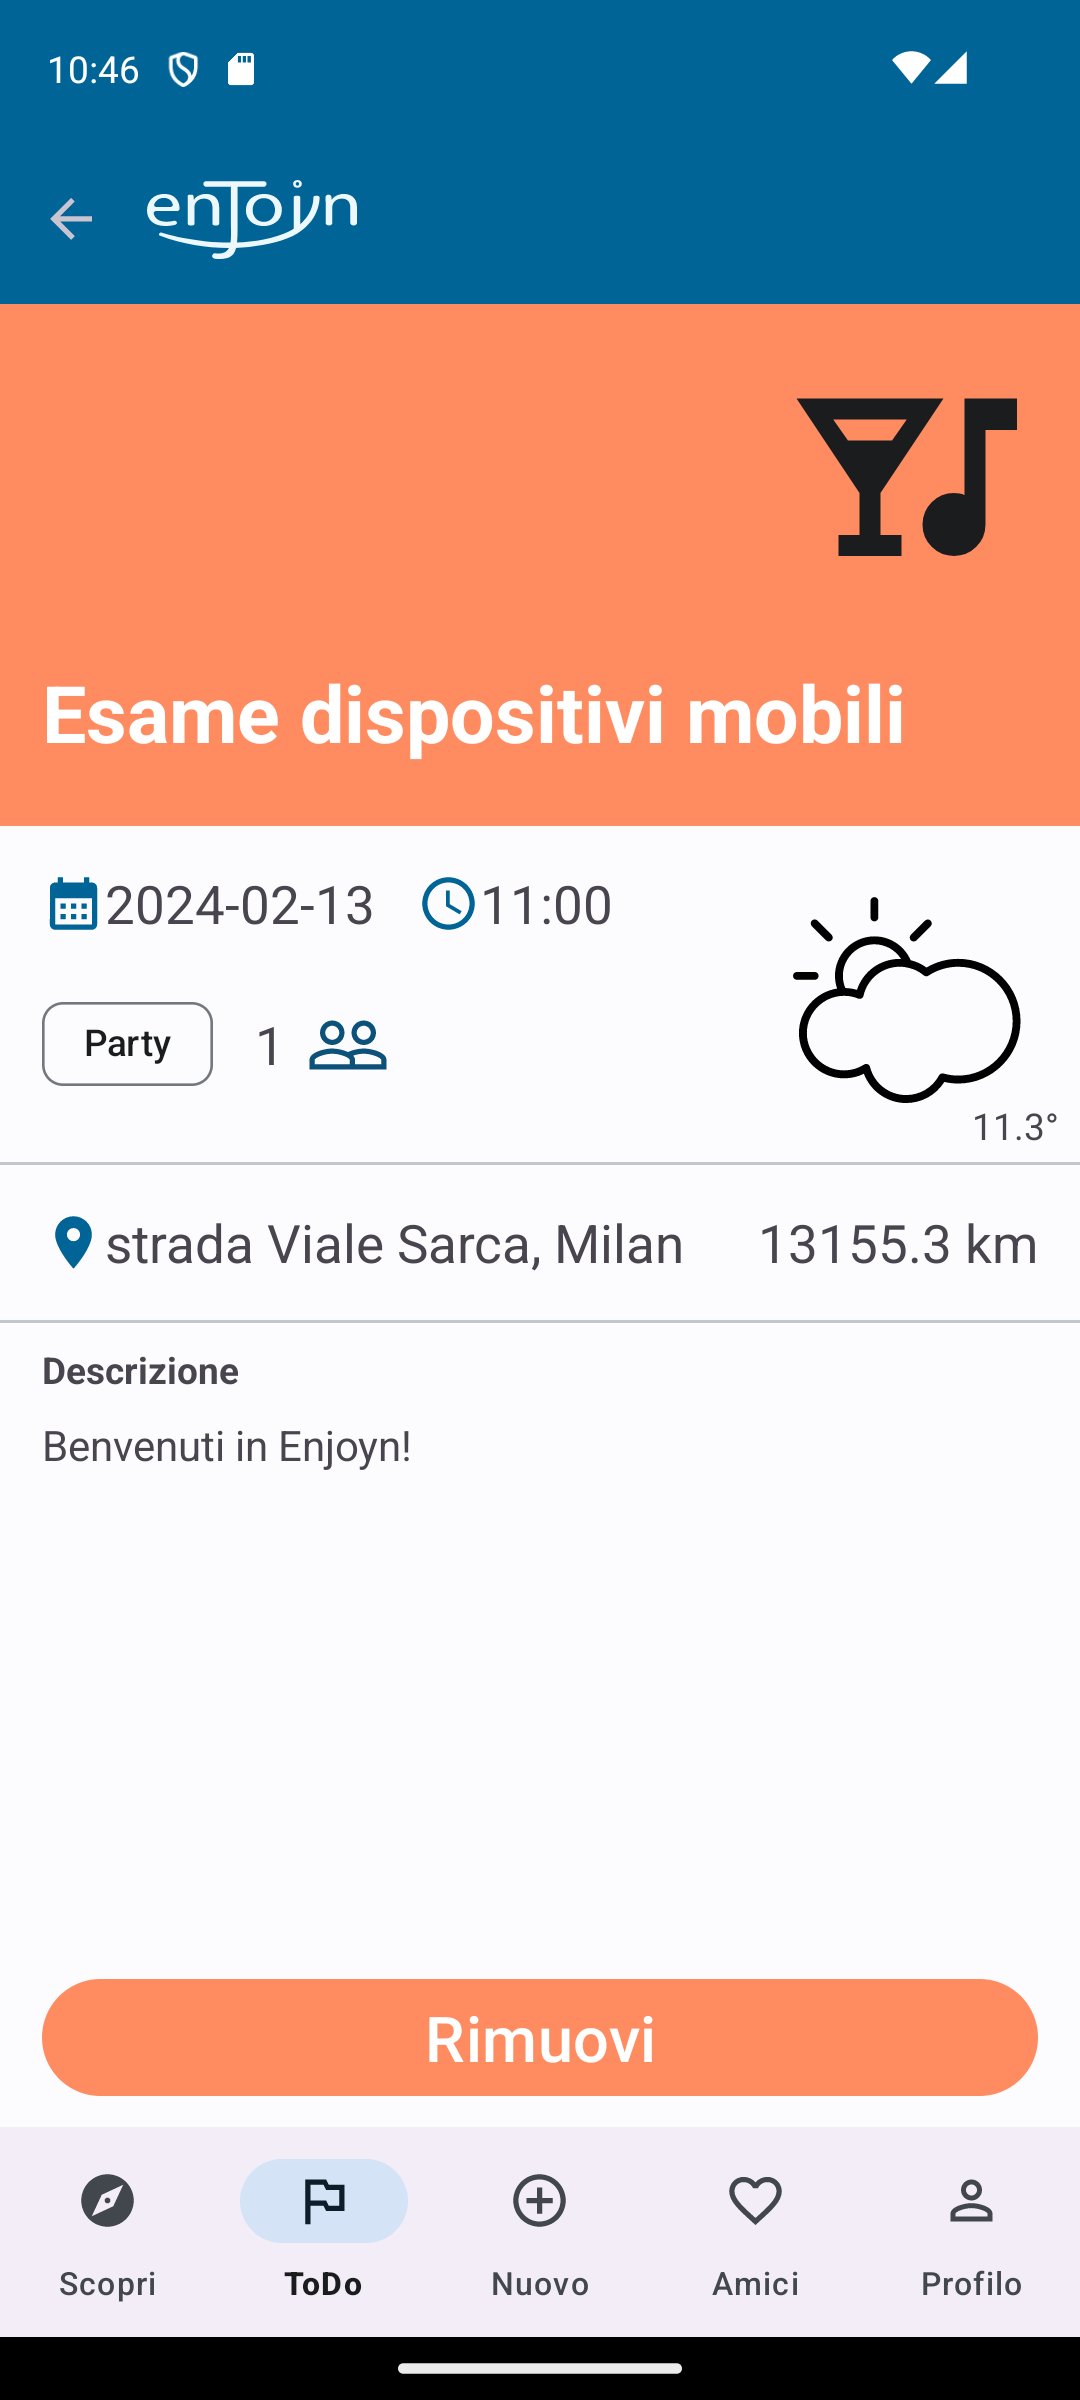 10:46
enJoyn
Esame dispositivi mobili
2024-02-13 11:00
Party 1
11.3°
strada Viale Sarca, Milan 13155.3 km
Descrizione
Benvenuti in Enjoyn!
Rimuovi
Scopri ToDo Nuovo Amici Profilo